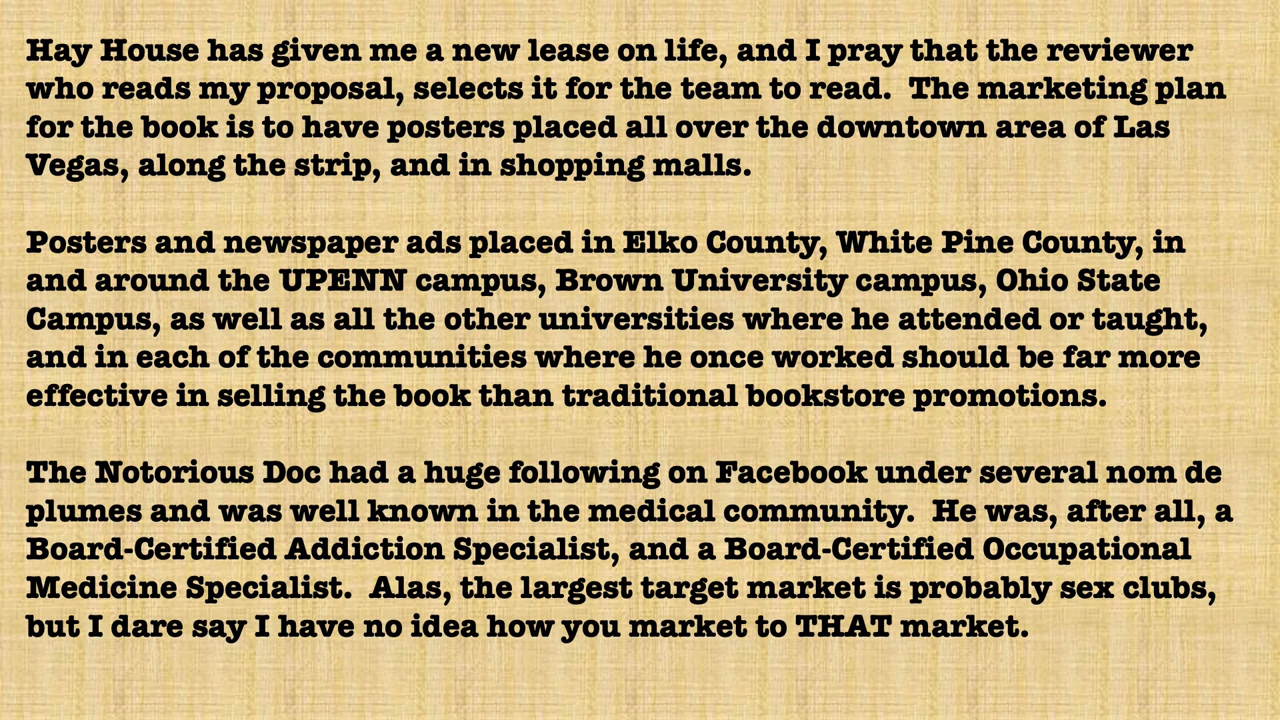 Hay House has given me a new lease on life, and I pray that the reviewer
who reads my proposal, selects it for the team to read.  The marketing plan
for the book is to have posters placed all over the downtown area of Las
Vegas, along the strip, and in shopping malls.

Posters and newspaper ads placed in Elko County, White Pine County, in
and around the UPENN campus, Brown University campus, Ohio State
Campus, as well as all the other universities where he attended or taught,
and in each of the communities where he once worked should be far more
effective in selling the book than traditional bookstore promotions.

The Notorious Doc had a huge following on Facebook under several nom de
plumes and was well known in the medical community.  He was, after all, a
Board-Certified Addiction Specialist, and a Board-Certified Occupational
Medicine Specialist.  Alas, the largest target market is probably sex clubs,
but I dare say I have no idea how you market to THAT market.